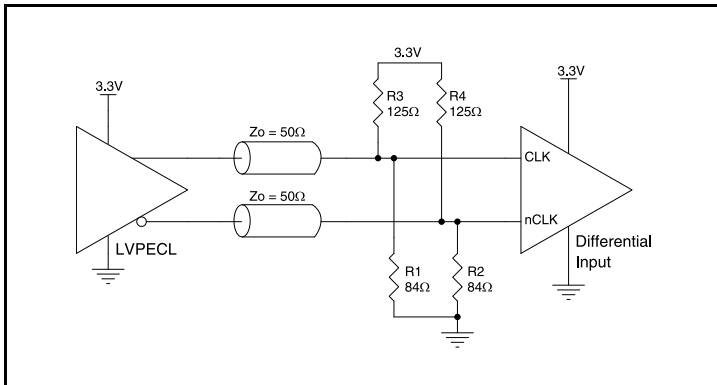 3.3V
3.3V
3.3V
R3
125Ω
R4
125Ω
Zo = 50Ω
CLK
Zo = 50Ω
nCLK
LVPECL
Differential
Input
R1
84Ω
R2
84Ω